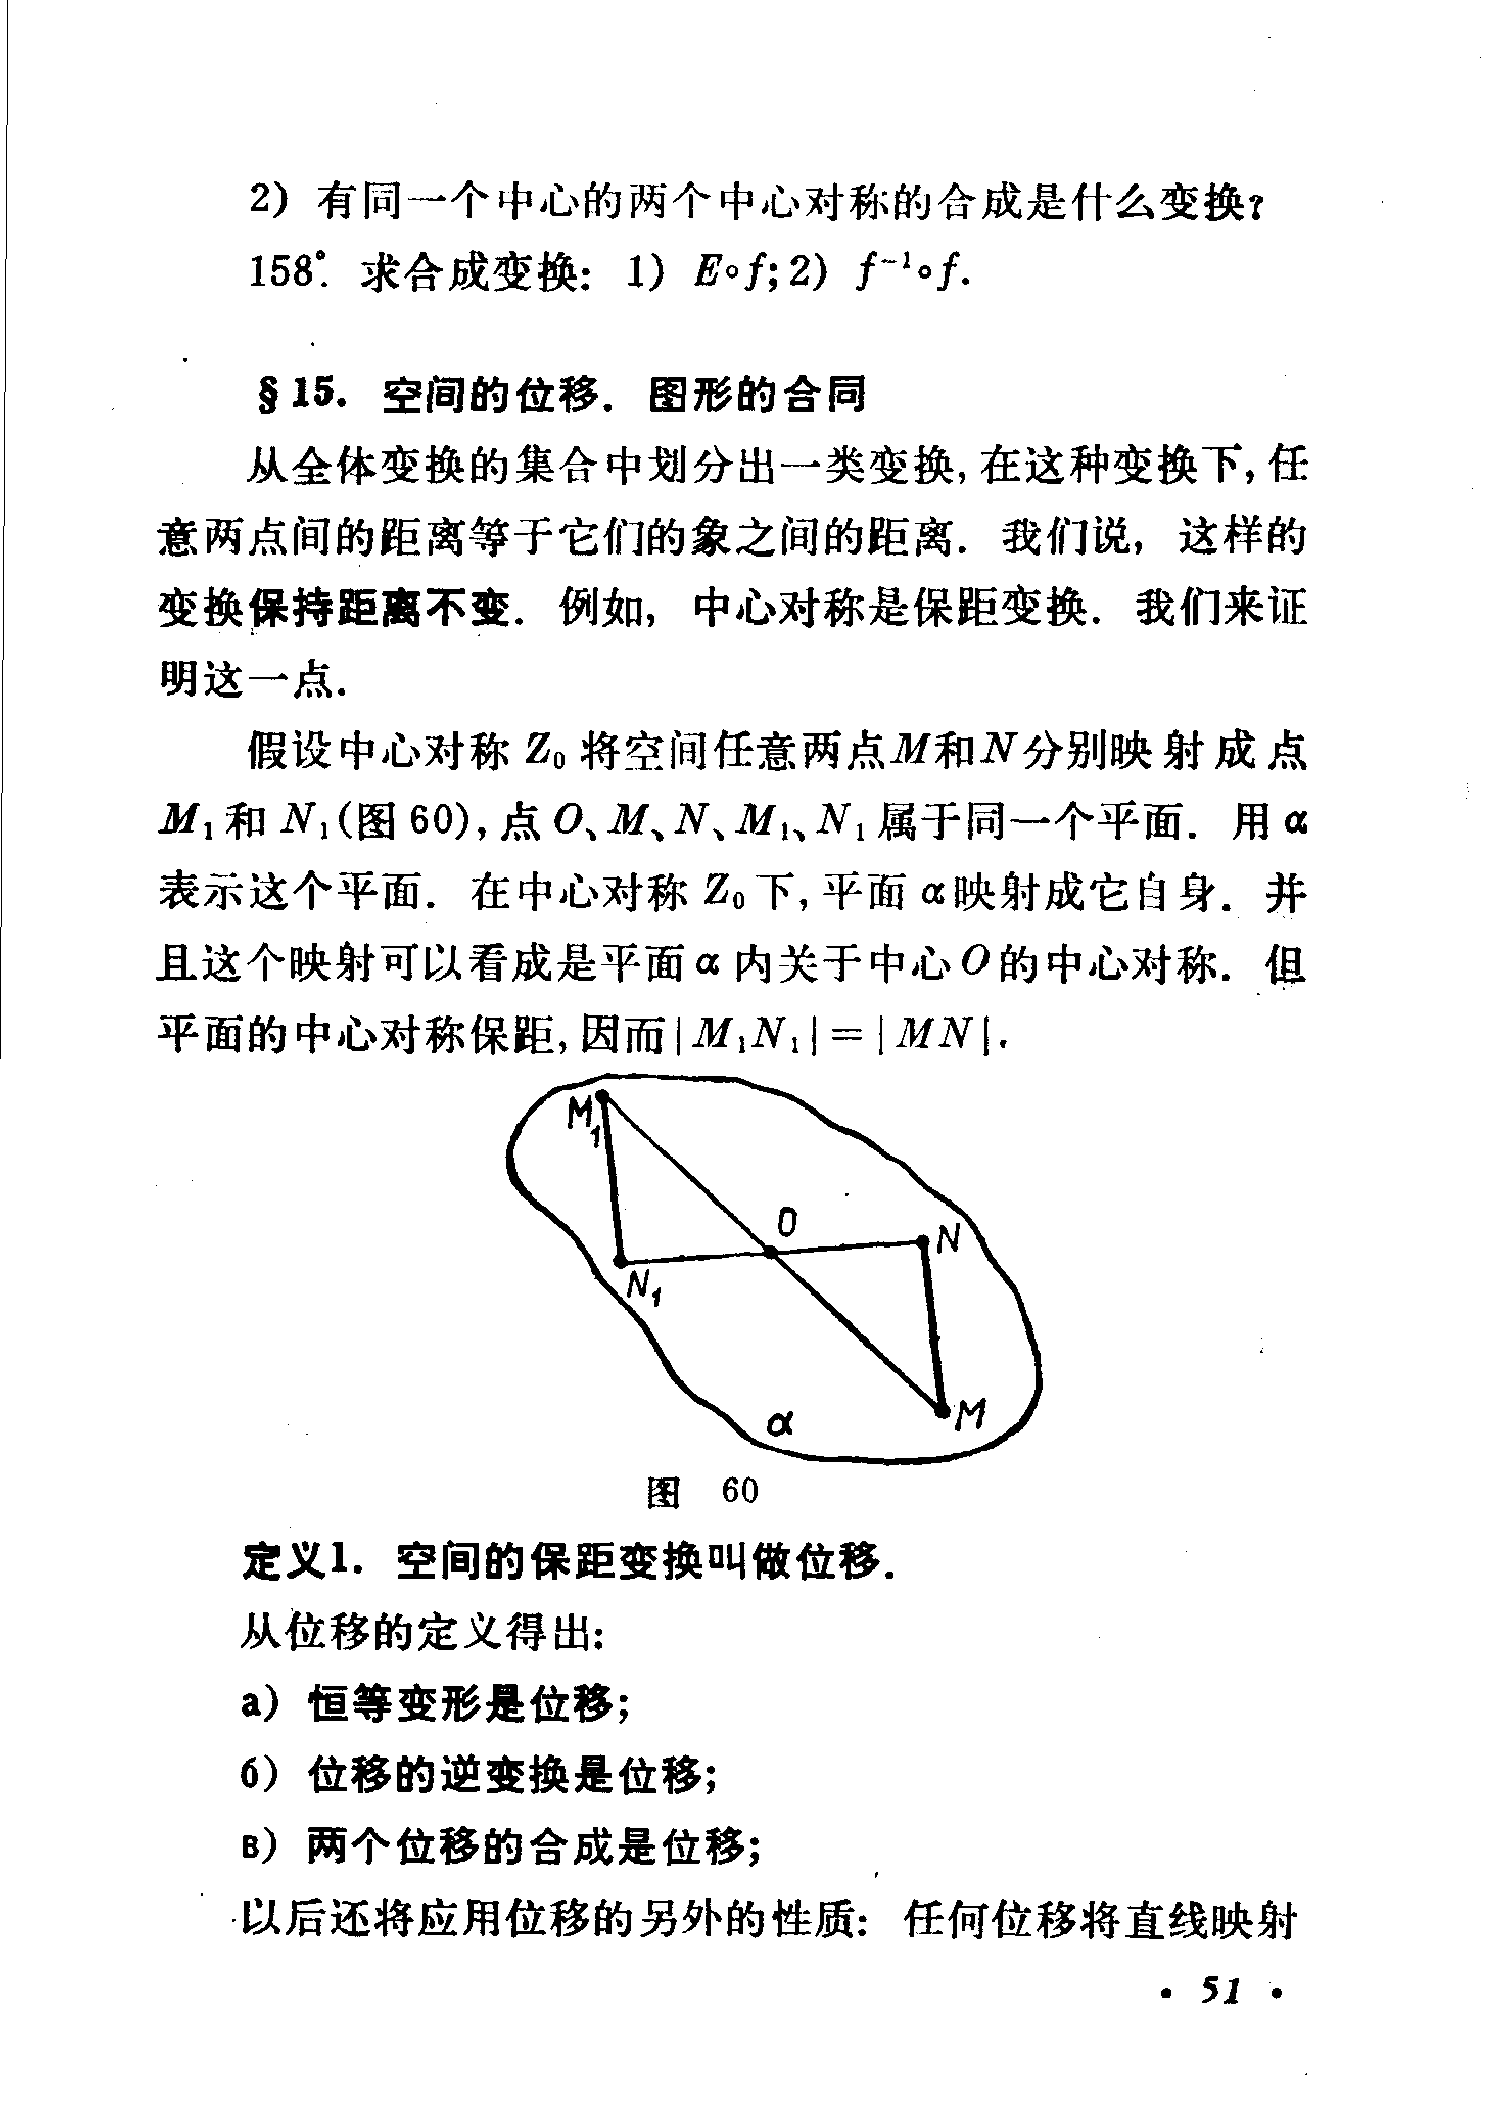 2) 有同一个中心的两个中心对称的合成是什么变换?
158°. 求合成变换: 1) E∘f; 2) f⁻¹∘f.
§15. 空间的位移. 图形的合同
从全体变换的集合中划分出一类变换, 在这种变换下, 任
意两点间的距离等于它们的象之间的距离. 我们说, 这样的
变换保持距离不变. 例如, 中心对称是保距变换. 我们来证
明这一点.
假设中心对称 Z₀ 将空间任意两点M和N分别映射成点
M₁和 N₁(图 60), 点 O、M、N、M₁、N₁ 属于同一个平面. 用 α
表示这个平面. 在中心对称 Z₀ 下, 平面 α 映射成它自身. 并
且这个映射可以看成是平面 α 内关于中心O的中心对称. 但
平面的中心对称保距, 因而|M₁N₁|=|MN|.
M₁
O
N
N₁
M
α
图 60
定义1. 空间的保距变换叫做位移.
从位移的定义得出:
а) 恒等变形是位移;
б) 位移的逆变换是位移;
в) 两个位移的合成是位移;
以后还将应用位移的另外的性质: 任何位移将直线映射
· 51 ·